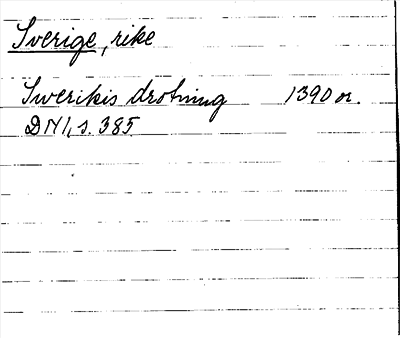 Sverige, rike
Swerikis drotning 1390 or.
DN I, s. 385